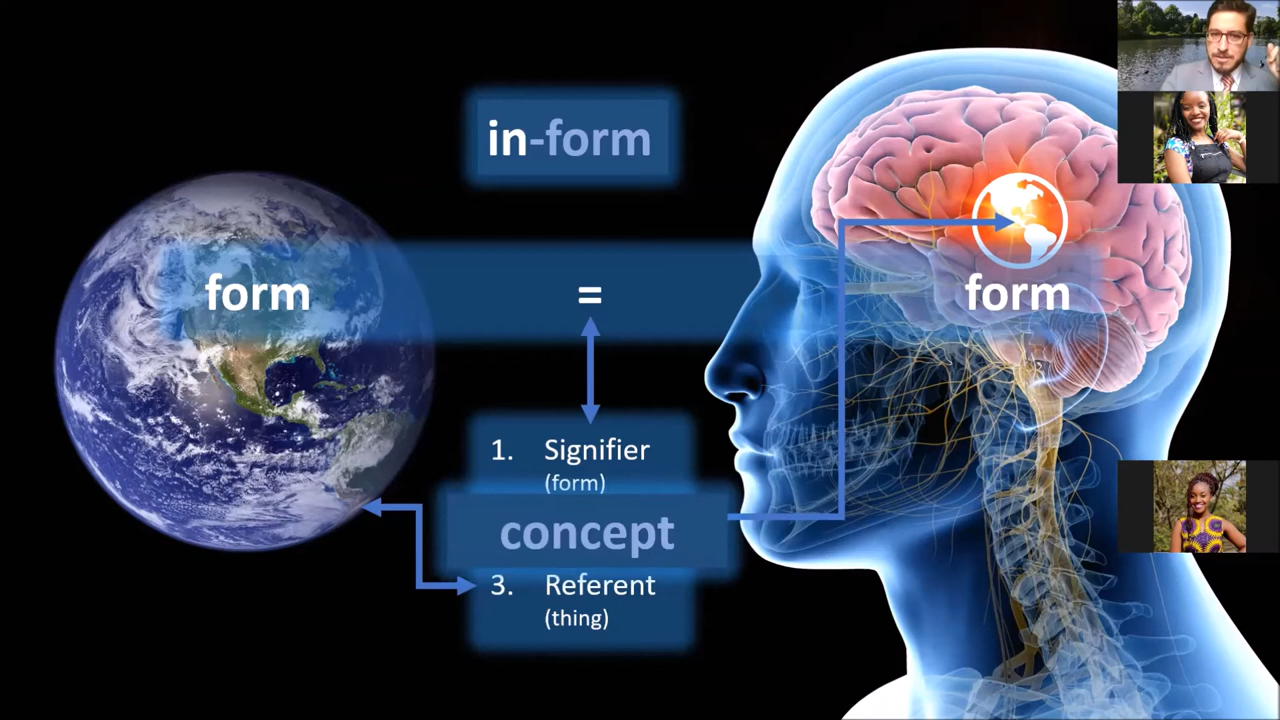 in-form
form
=
form
1. Signifier
(form)
concept
3. Referent
(thing)